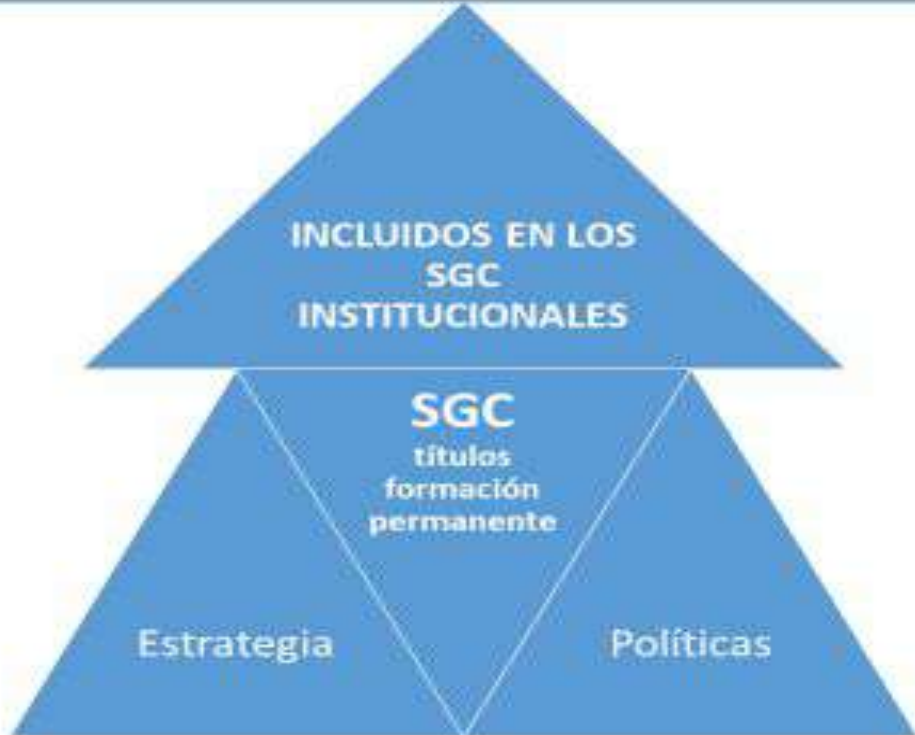 INCLUIDOS EN LOS
SGC
INSTITUCIONALES
SGC
títulos
formación
permanente
Estrategia
Políticas